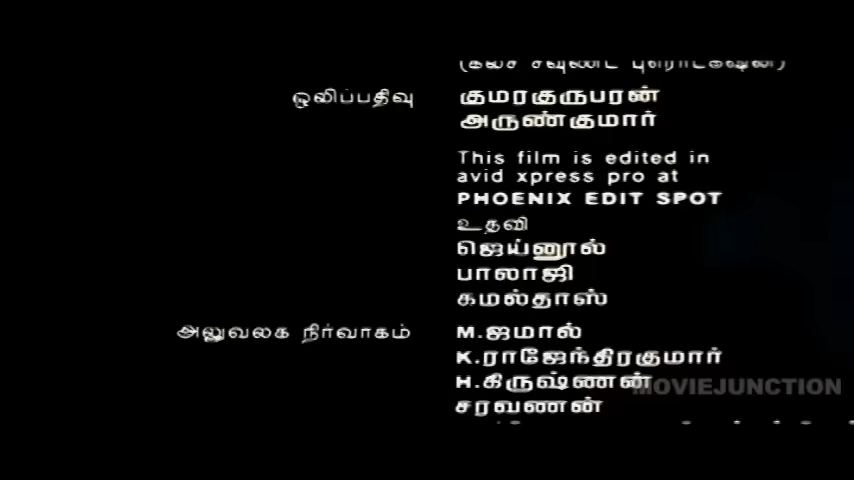 ஒலிப்பதிவு குமரகுருபரன்
அருண்குமார்
This film is edited in
avid xpress pro at
PHOENIX EDIT SPOT
உதவி
ஜெய்னூல்
பாலாஜி
கமல்தாஸ்
அலுவலக நிர்வாகம் M.ஜமால்
K.ராஜேந்திரகுமார்
H.கிருஷ்ணன்
MOVIEJUNCTION
சரவணன்